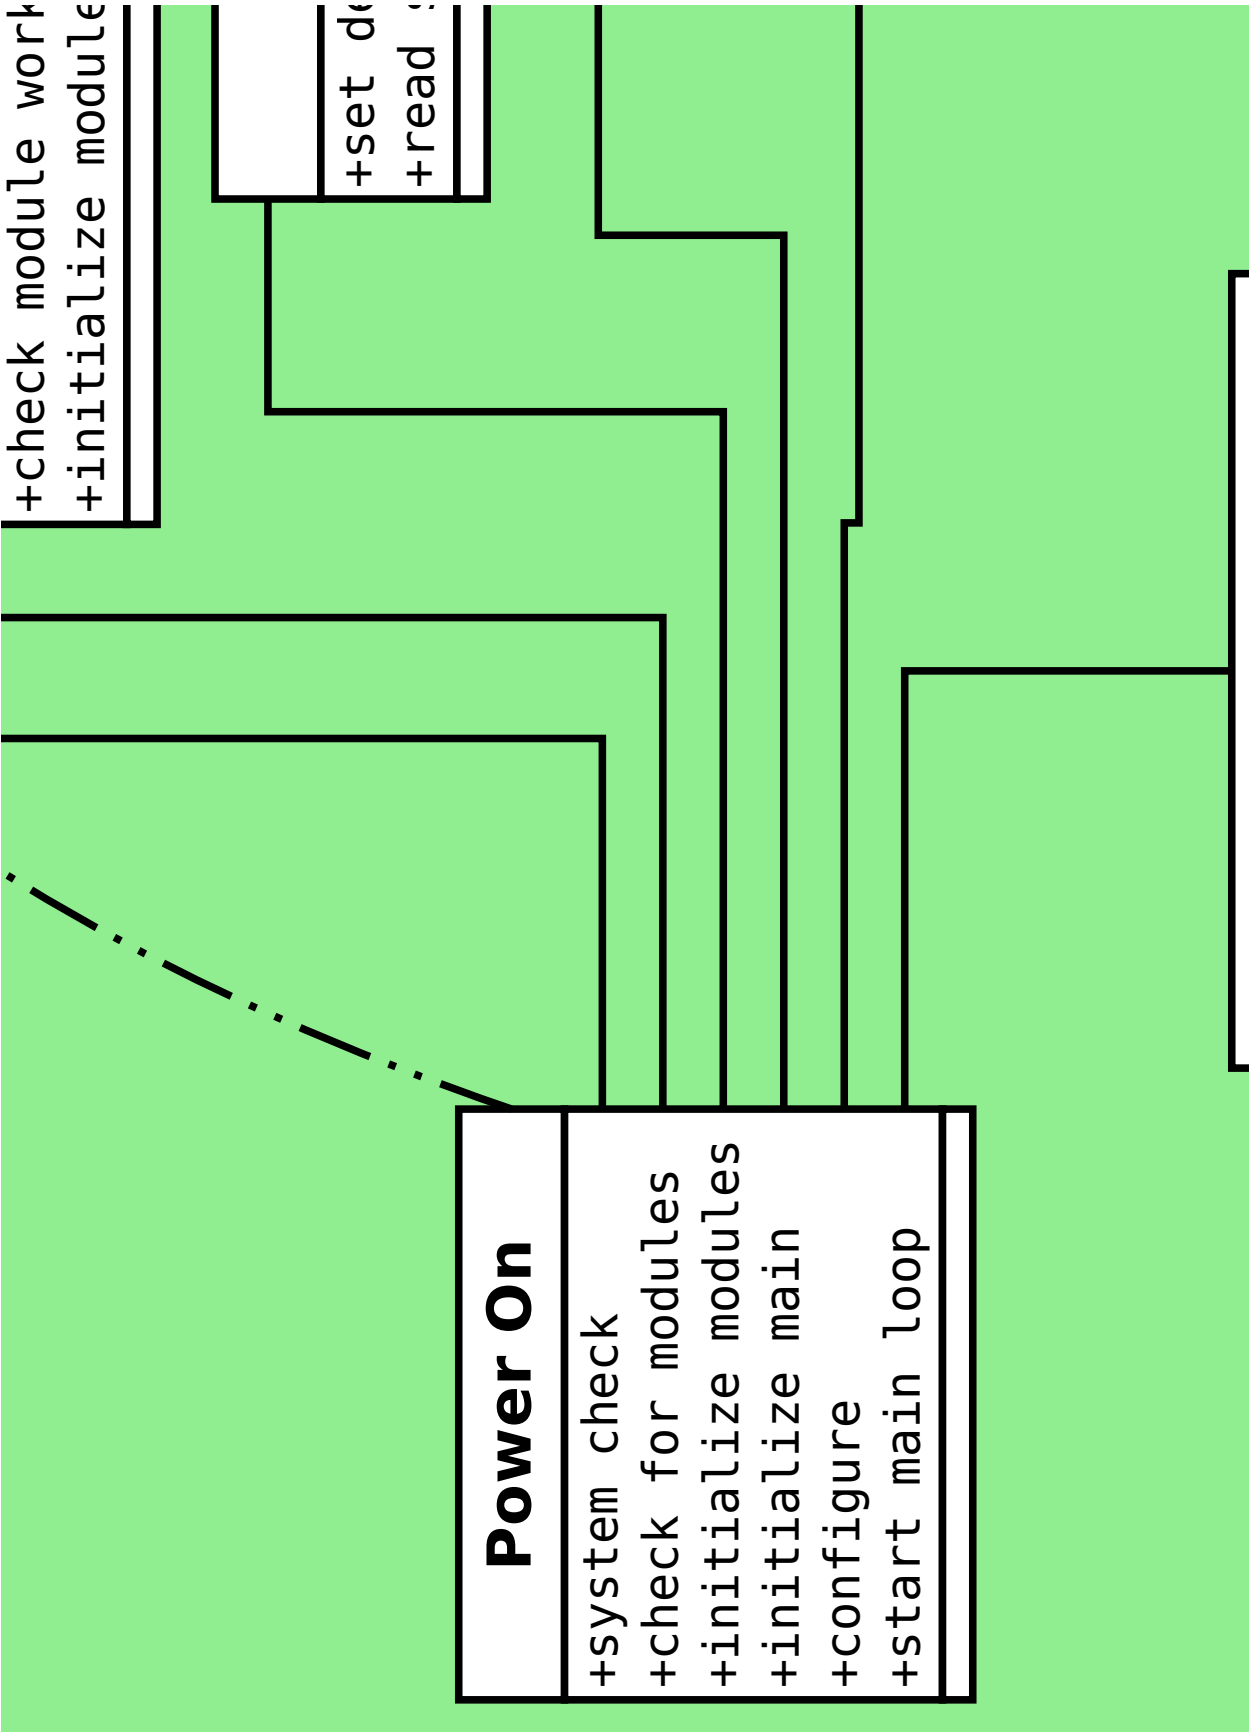 +check module work
+initialize module
+set de
+read
Power On
+system check
+check for modules
+initialize modules
+initialize main
+configure
+start main loop